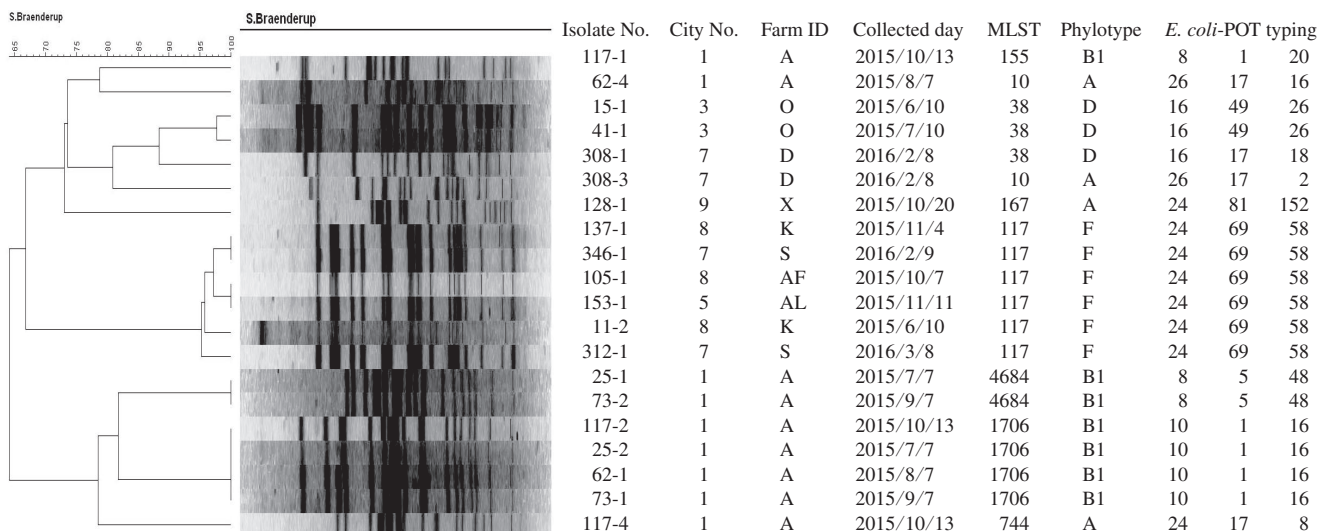 S.Braenderup S.Braenderup
65 70 75 80 85 90 95 100
Isolate No. City No. Farm ID Collected day MLST Phylotype E. coli-POT typing
117-1 1 A 2015/10/13 155 B1 8 1 20
62-4 1 A 2015/8/7 10 A 26 17 16
15-1 3 O 2015/6/10 38 D 16 49 26
41-1 3 O 2015/7/10 38 D 16 49 26
308-1 7 D 2016/2/8 38 D 16 17 18
308-3 7 D 2016/2/8 10 A 26 17 2
128-1 9 X 2015/10/20 167 A 24 81 152
137-1 8 K 2015/11/4 117 F 24 69 58
346-1 7 S 2016/2/9 117 F 24 69 58
105-1 8 AF 2015/10/7 117 F 24 69 58
153-1 5 AL 2015/11/11 117 F 24 69 58
11-2 8 K 2015/6/10 117 F 24 69 58
312-1 7 S 2016/3/8 117 F 24 69 58
25-1 1 A 2015/7/7 4684 B1 8 5 48
73-2 1 A 2015/9/7 4684 B1 8 5 48
117-2 1 A 2015/10/13 1706 B1 10 1 16
25-2 1 A 2015/7/7 1706 B1 10 1 16
62-1 1 A 2015/8/7 1706 B1 10 1 16
73-1 1 A 2015/9/7 1706 B1 10 1 16
117-4 1 A 2015/10/13 744 A 24 17 8